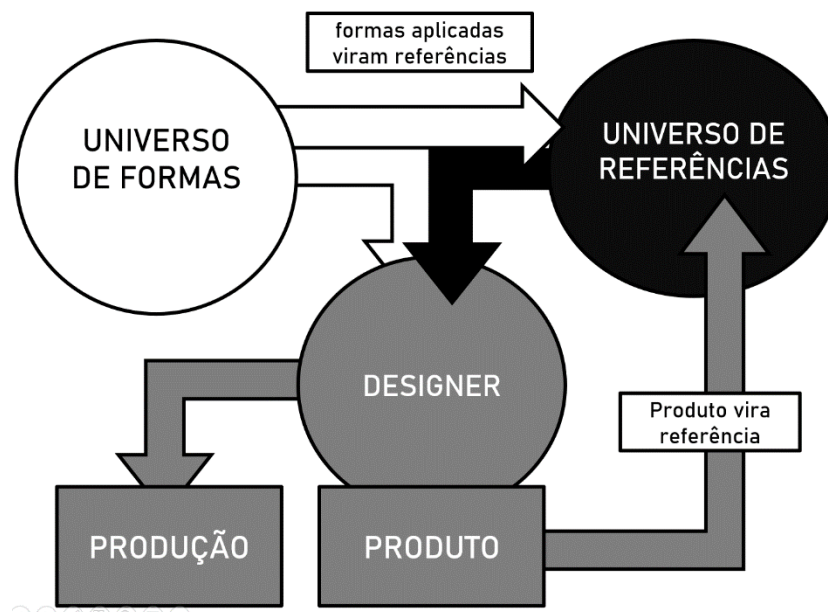 formas aplicadas
viram referências
UNIVERSO
DE FORMAS
UNIVERSO DE
REFERÊNCIAS
DESIGNER
Produto vira
referência
PRODUÇÃO
PRODUTO